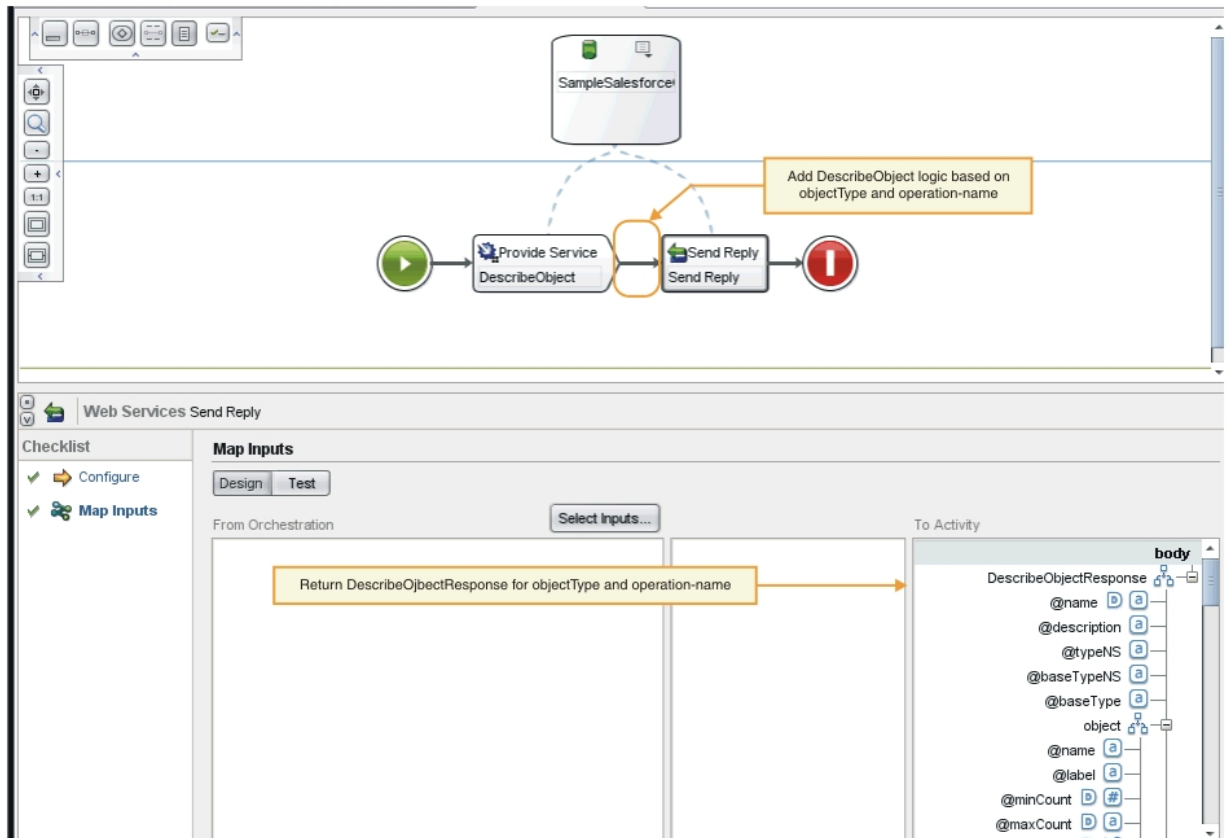 SampleSalesforce
Add DescribeObject logic based on
objectType and operation-name
-
+
1:1
Provide Service
DescribeObject
Send Reply
Send Reply
Web Services Send Reply
Checklist
Configure
Map Inputs
Map Inputs
Design
Test
From Orchestration
Select Inputs...
To Activity
body
Return DescribeOjbectResponse for objectType and operation-name
DescribeObjectResponse
@name D a
@description a
@typeNS a
@baseTypeNS a
@baseType a
object
@name a
@label a
@minCount D #
@maxCount D a